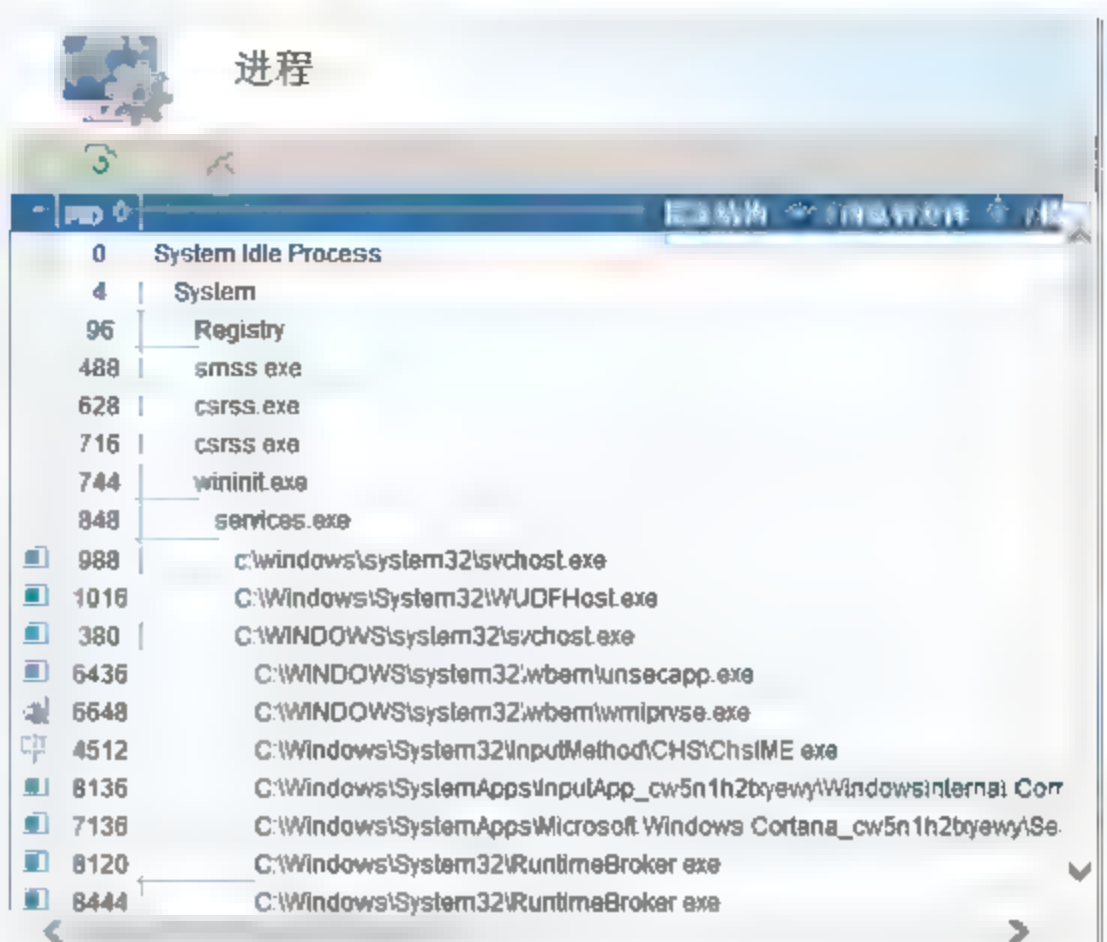 进程
PID
0 System Idle Process
4 System
96 Registry
488 smss exe
628 csrss.exe
716 csrss exe
744 wininit.exe
848 services.exe
988 c:\windows\system32\svchost.exe
1016 C:\Windows\System32\WUDFHost.exe
380 C:\WINDOWS\system32\svchost.exe
6436 C:\WINDOWS\system32\wbem\unsecapp.exe
6648 C:\WINDOWS\system32\wbem\wmiprvse.exe
4512 C:\Windows\System32\InputMethod\CHS\ChsIME exe
8136 C:\Windows\SystemApps\InputApp_cw5n1h2txyewy\WindowsInternal Com
7136 C:\Windows\SystemApps\Microsoft Windows Cortana_cw5n1h2txyewy\Se
8120 C:\Windows\System32\RuntimeBroker exe
8444 C:\Windows\System32\RuntimeBroker exe